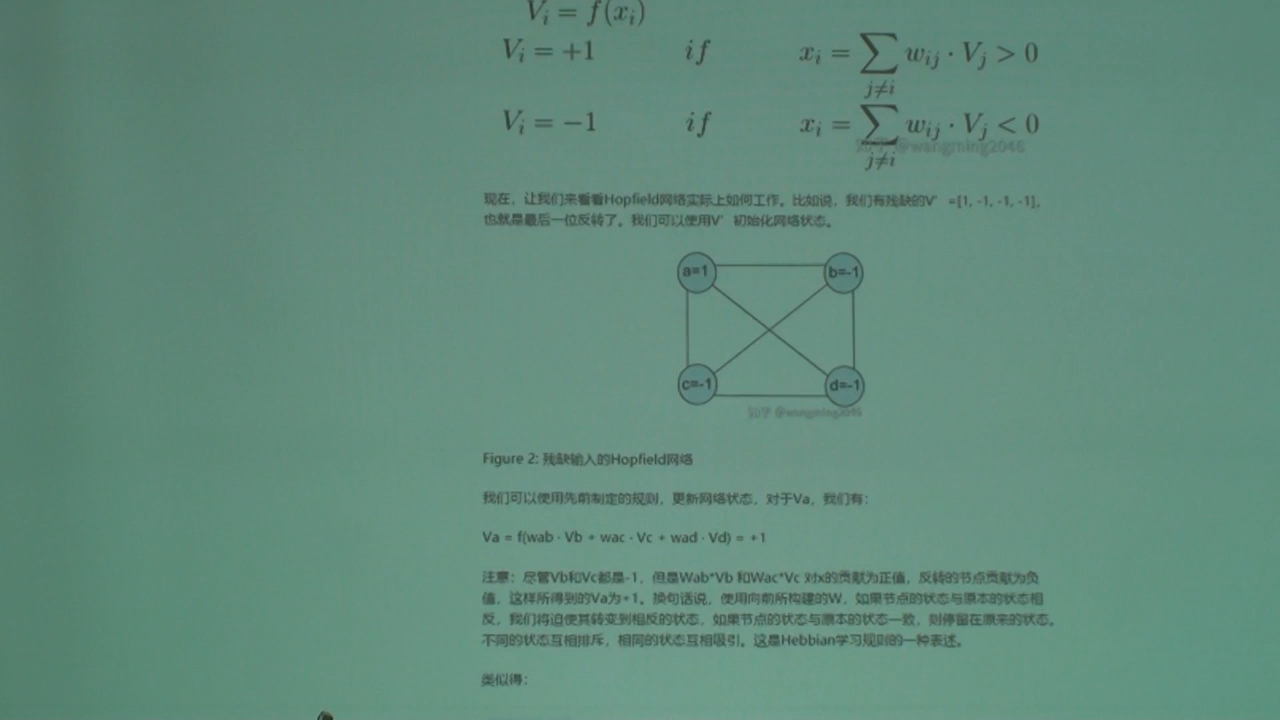 V_i = f(x_i)
V_i = +1 if x_i = ∑_{j≠i} w_{ij} · V_j > 0
V_i = −1 if x_i = ∑_{j≠i} w_{ij} · V_j < 0
知乎 @wangming2046
现在，让我们来看看Hopfield网络实际上如何工作。比如说，我们有残缺的V' =[1, -1, -1, -1],
也就是最后一位反转了。我们可以使用V' 初始化网络状态。
a=1
b=-1
c=-1
d=-1
知乎 @wangming2046
Figure 2: 残缺输入的Hopfield网络
我们可以使用先前制定的规则，更新网络状态，对于Va，我们有：
Va = f(wab · Vb + wac · Vc + wad · Vd) = +1
注意：尽管Vb和Vc都是-1，但是Wab*Vb 和Wac*Vc 对x的贡献为正值，反转的节点贡献为负
值，这样所得到的Va为+1。换句话说，使用向前所构建的W，如果节点的状态与原本的状态相
反，我们将迫使其转变到相反的状态，如果节点的状态与原本的状态一致，则停留在原来的状态。
不同的状态互相排斥，相同的状态互相吸引。这是Hebbian学习规则的一种表述。
类似得：